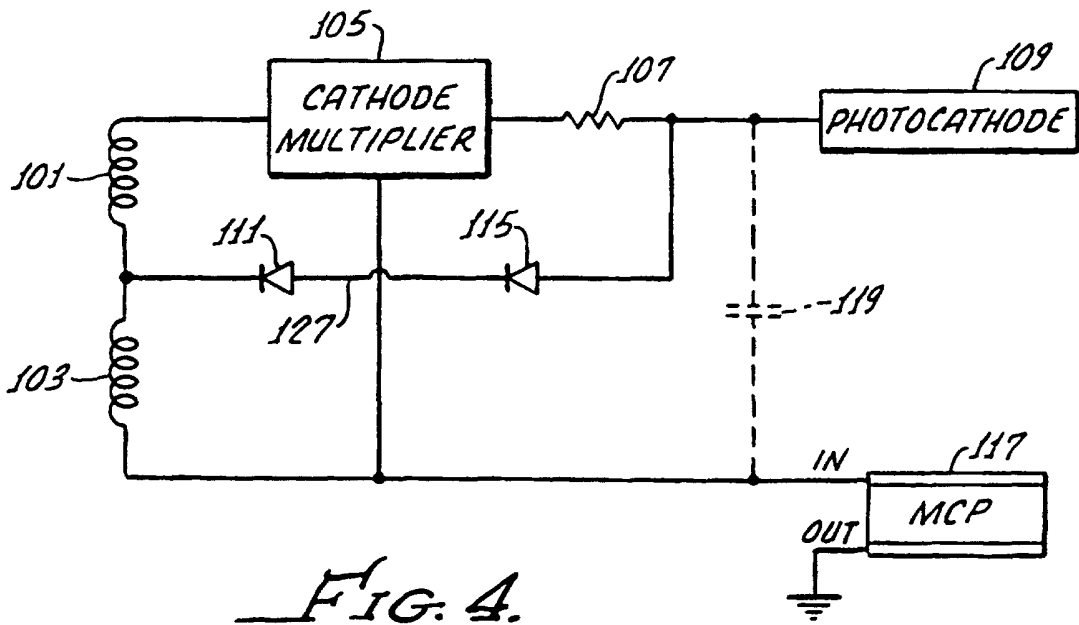 105
CATHODE
MULTIPLIER
107
109
PHOTOCATHODE
101
111
115
127
119
103
IN
117
MCP
OUT
FIG. 4.